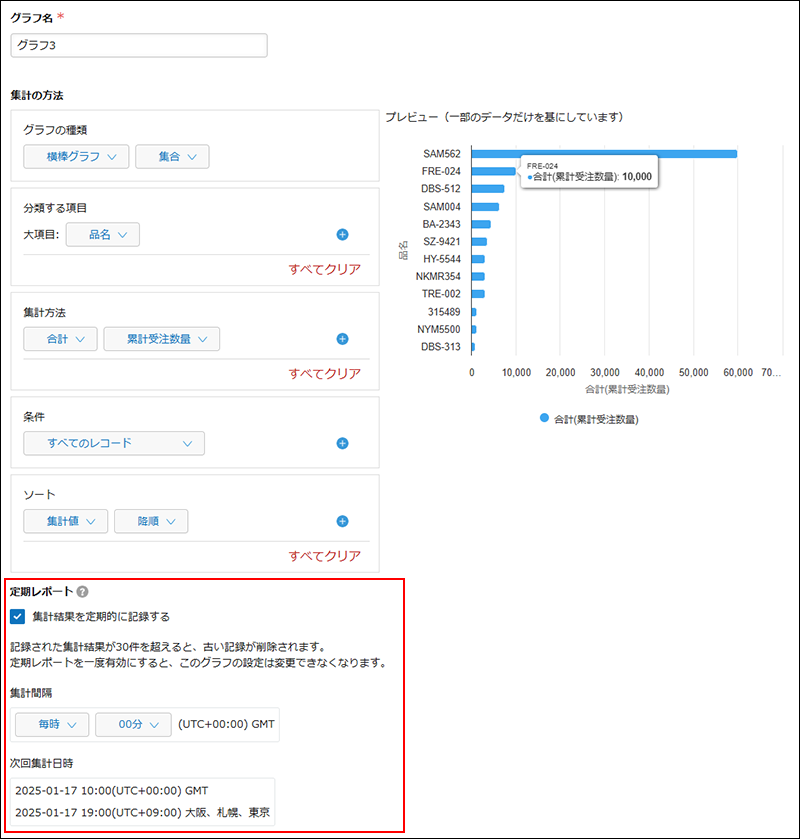 グラフ名 *
グラフ3
集計の方法
グラフの種類
横棒グラフ 集合
分類する項目
大項目: 品名
すべてクリア
集計方法
合計 累計受注数量
すべてクリア
条件
すべてのレコード
ソート
集計値 降順
すべてクリア
プレビュー（一部のデータだけを基にしています）
品名
SAM562
FRE-024
DBS-512
SAM004
BA-2343
SZ-9421
HY-5544
NKMR354
TRE-002
315489
NYM5500
DBS-313
FRE-024
合計(累計受注数量): 10,000
0 10,000 20,000 30,000 40,000 50,000 60,000 70...
合計(累計受注数量)
合計(累計受注数量)
定期レポート ?
集計結果を定期的に記録する
記録された集計結果が30件を超えると、古い記録が削除されます。
定期レポートを一度有効にすると、このグラフの設定は変更できなくなります。
集計間隔
毎時 00分 (UTC+00:00) GMT
次回集計日時
2025-01-17 10:00(UTC+00:00) GMT
2025-01-17 19:00(UTC+09:00) 大阪、札幌、東京